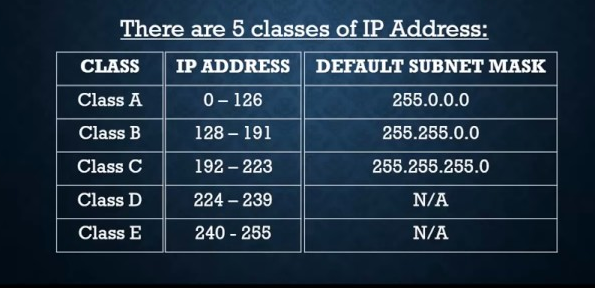 There are 5 classes of IP Address:
CLASS IP ADDRESS DEFAULT SUBNET MASK
Class A 0 – 126 255.0.0.0
Class B 128 – 191 255.255.0.0
Class C 192 – 223 255.255.255.0
Class D 224 – 239 N/A
Class E 240 - 255 N/A